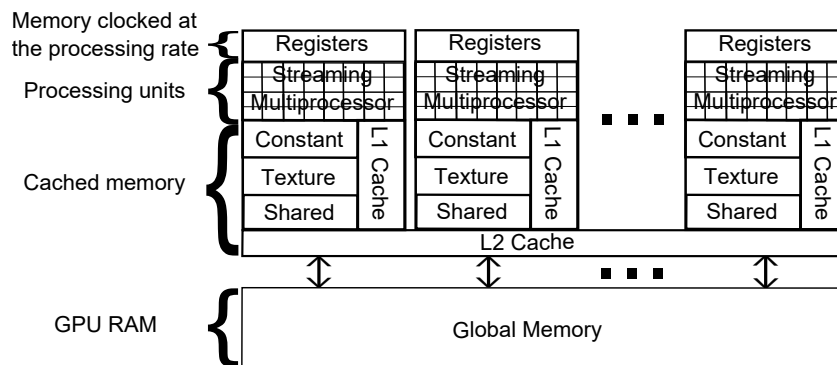 Memory clocked at
the processing rate
Registers
Registers
Registers
Processing units
Streaming
Multiprocessor
Streaming
Multiprocessor
Streaming
Multiprocessor
Cached memory
Constant
Texture
Shared
L1 Cache
Constant
Texture
Shared
L1 Cache
Constant
Texture
Shared
L1 Cache
L2 Cache
GPU RAM
Global Memory